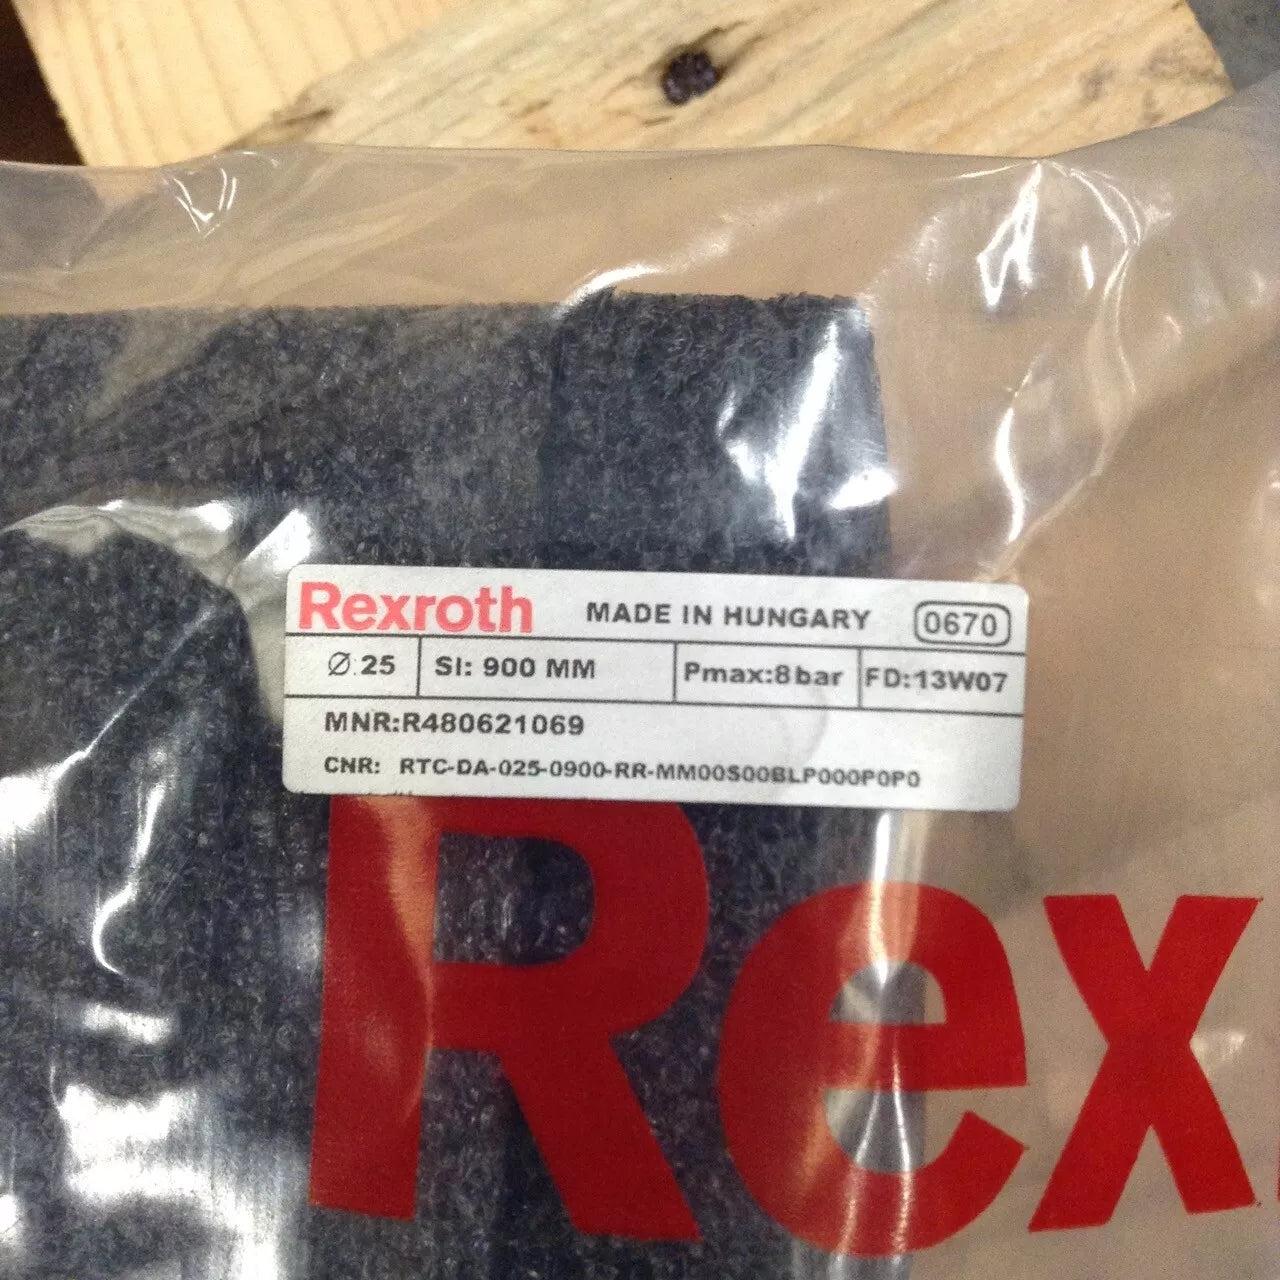 Rexroth MADE IN HUNGARY 0670
Ø.25 SI: 900 MM Pmax:8bar FD:13W07
MNR:R480621069
CNR: RTC-DA-025-0900-RR-MM00S00BLP000P0P0
Rex